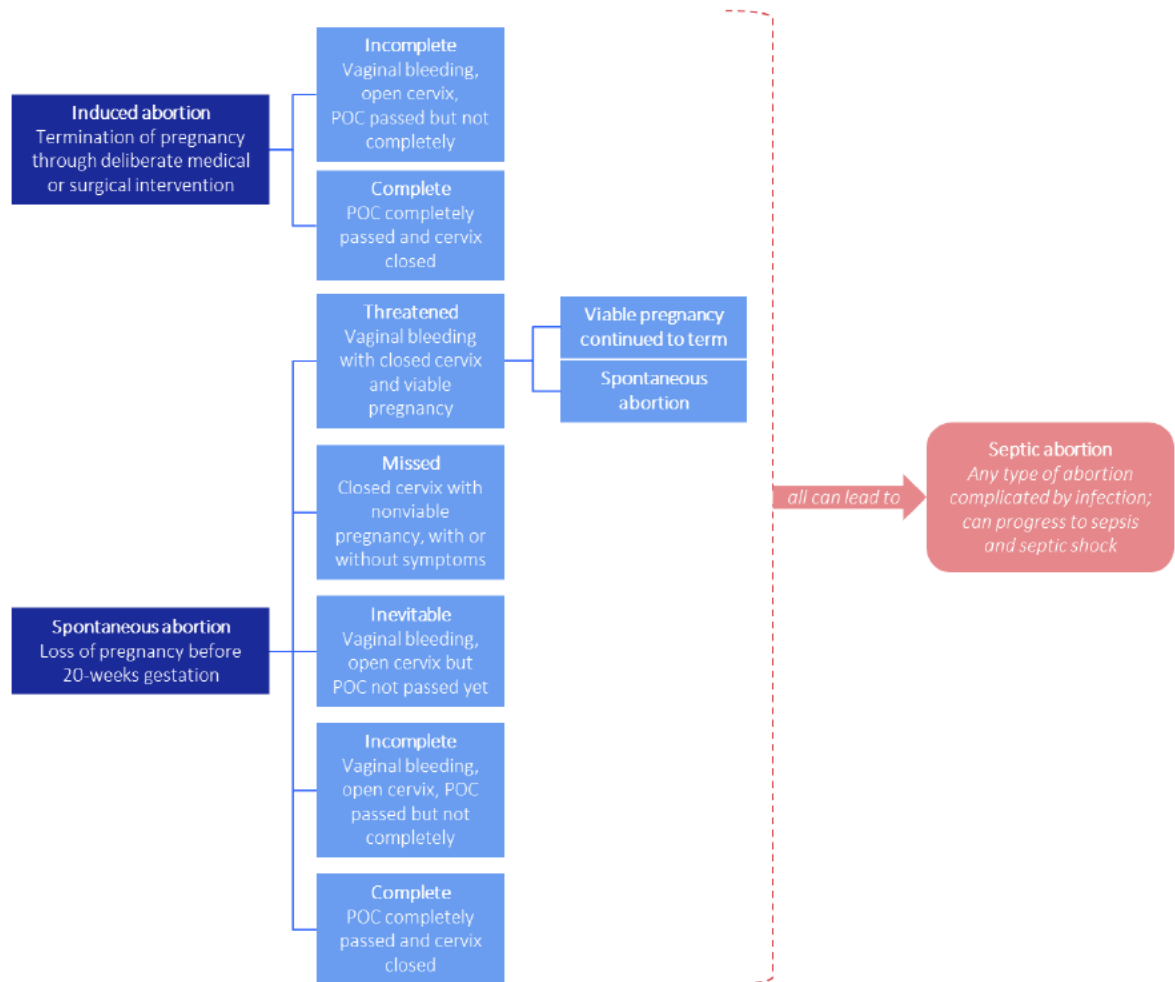 Induced abortion
Termination of pregnancy
through deliberate medical
or surgical intervention
Incomplete
Vaginal bleeding,
open cervix,
POC passed but not
completely
Complete
POC completely
passed and cervix
closed
Spontaneous abortion
Loss of pregnancy before
20-weeks gestation
Threatened
Vaginal bleeding
with closed cervix
and viable
pregnancy
Viable pregnancy
continued to term
Spontaneous
abortion
Missed
Closed cervix with
nonviable
pregnancy, with or
without symptoms
Inevitable
Vaginal bleeding,
open cervix but
POC not passed yet
Incomplete
Vaginal bleeding,
open cervix, POC
passed but not
completely
Complete
POC completely
passed and cervix
closed
all can lead to
Septic abortion
Any type of abortion
complicated by infection;
can progress to sepsis
and septic shock